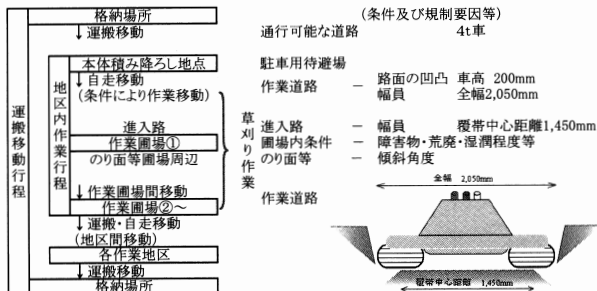 格納場所
(条件及び規制要因等)
↓運搬移動
通行可能な道路
4t車
駐車用待避場
本体積み降ろし地点
↓自走移動
(条件により作業移動)
作業道路
－
路面の凹凸
車高 200mm
幅員
全幅2,050mm
運搬移動行程
地区内作業行程
草刈り作業
進入路
進入路
－
幅員
覆帯中心距離1,450mm
作業圃場①
圃場内条件
－
障害物・荒廃・湿潤程度等
のり面等圃場周辺
のり面等
－
傾斜角度
↓作業圃場間移動
作業道路
全幅 2,050mm
作業圃場②～
↓運搬・自走移動
(地区間移動)
各作業地区
↓運搬移動
覆帯中心距離 1,450mm
格納場所